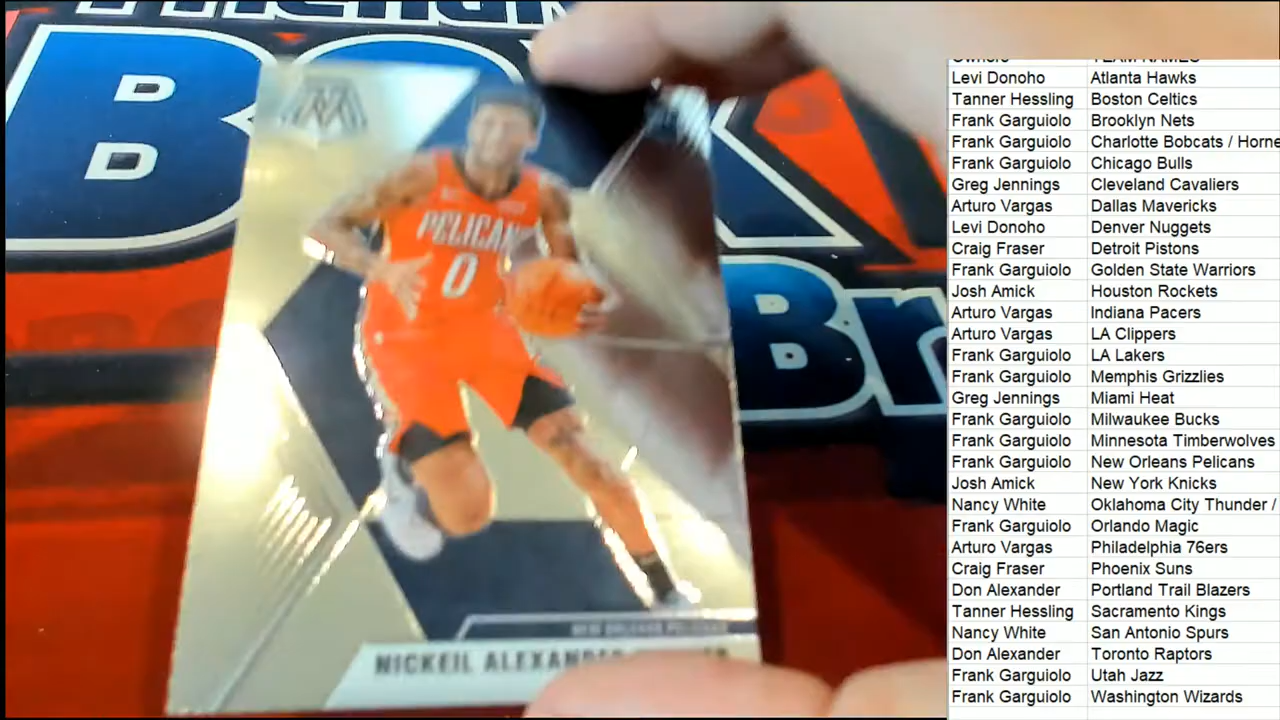 B
PELICAN
0
Br
NEW ORLEANS PELICANS
NICKEIL ALEXANDER
TEAM NAMES
Levi Donoho Atlanta Hawks
Tanner Hessling Boston Celtics
Frank Garguiolo Brooklyn Nets
Frank Garguiolo Charlotte Bobcats / Horne
Frank Garguiolo Chicago Bulls
Greg Jennings Cleveland Cavaliers
Arturo Vargas Dallas Mavericks
Levi Donoho Denver Nuggets
Craig Fraser Detroit Pistons
Frank Garguiolo Golden State Warriors
Josh Amick Houston Rockets
Arturo Vargas Indiana Pacers
Arturo Vargas LA Clippers
Frank Garguiolo LA Lakers
Frank Garguiolo Memphis Grizzlies
Greg Jennings Miami Heat
Frank Garguiolo Milwaukee Bucks
Frank Garguiolo Minnesota Timberwolves
Frank Garguiolo New Orleans Pelicans
Josh Amick New York Knicks
Nancy White Oklahoma City Thunder /
Frank Garguiolo Orlando Magic
Arturo Vargas Philadelphia 76ers
Craig Fraser Phoenix Suns
Don Alexander Portland Trail Blazers
Tanner Hessling Sacramento Kings
Nancy White San Antonio Spurs
Don Alexander Toronto Raptors
Frank Garguiolo Utah Jazz
Frank Garguiolo Washington Wizards